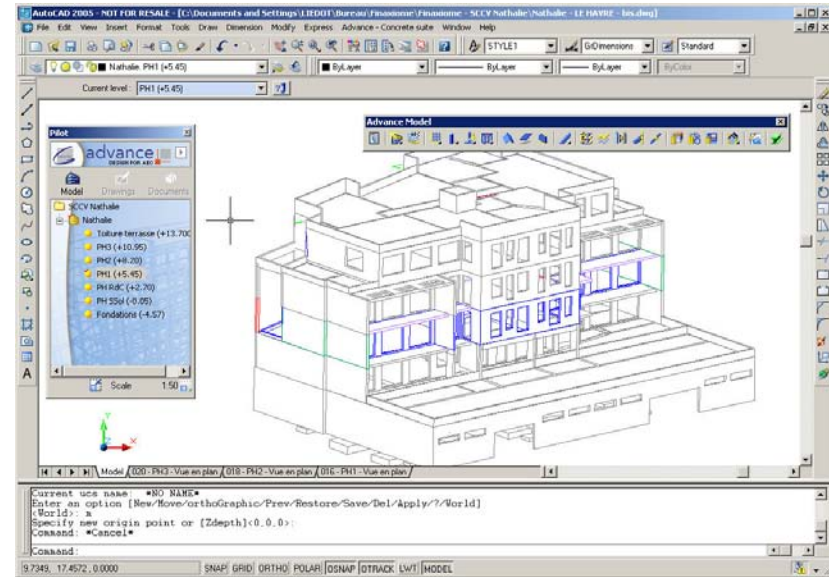 AutoCAD 2005 - NOT FOR RESALE - [C:\Documents and Settings\JIEDOT\Bureau\Finaxiome\Finaxiome - SCCV Nathalie\Nathalie - LE HAVRE - bis.dwg]
File Edit View Insert Format Tools Draw Dimension Modify Express Advance - Concrete suite Window Help
STYLE1 GrDimensions Standard
Nathalie. PH1 (+5.45) ByLayer ByLayer ByLayer ByColor
Current level : PH1 (+5.45)
Advance Model
Pilot
advance
DESIGN FOR AEC
Model Drawings Documents
SCCV Nathalie
Nathalie
Toiture terrasse (+13.70
PH3 (+10.95)
PH2 (+8.20)
PH1 (+5.45)
PH RdC (+2.70)
PH SSol (-0.05)
Fondations (-4.57)
Scale 1:50
Y
X
Model 020 - PH3 - Vue en plan 018 - PH2 - Vue en plan 016 - PH1 - Vue en plan
Current ucs name: *NO NAME*
Enter an option [New/Move/orthoGraphic/Prev/Restore/Save/Del/Apply/?/World]
<World>: m
Specify new origin point or [Zdepth]<0,0,0>:
Command: *Cancel*
Command:
9.7349, 17.4572, 0.0000 SNAP GRID ORTHO POLAR OSNAP OTRACK LWT MODEL